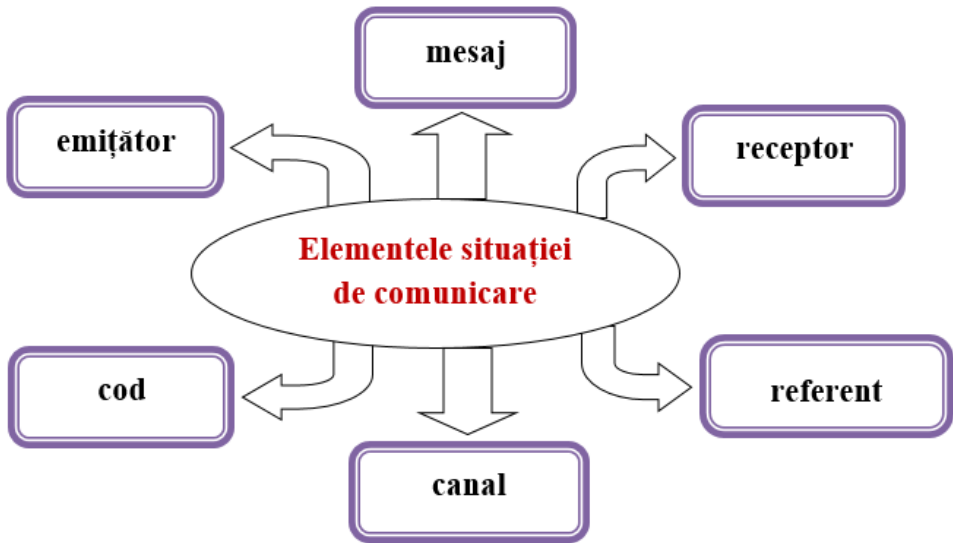 mesaj
emițător
receptor
Elementele situației
de comunicare
cod
referent
canal